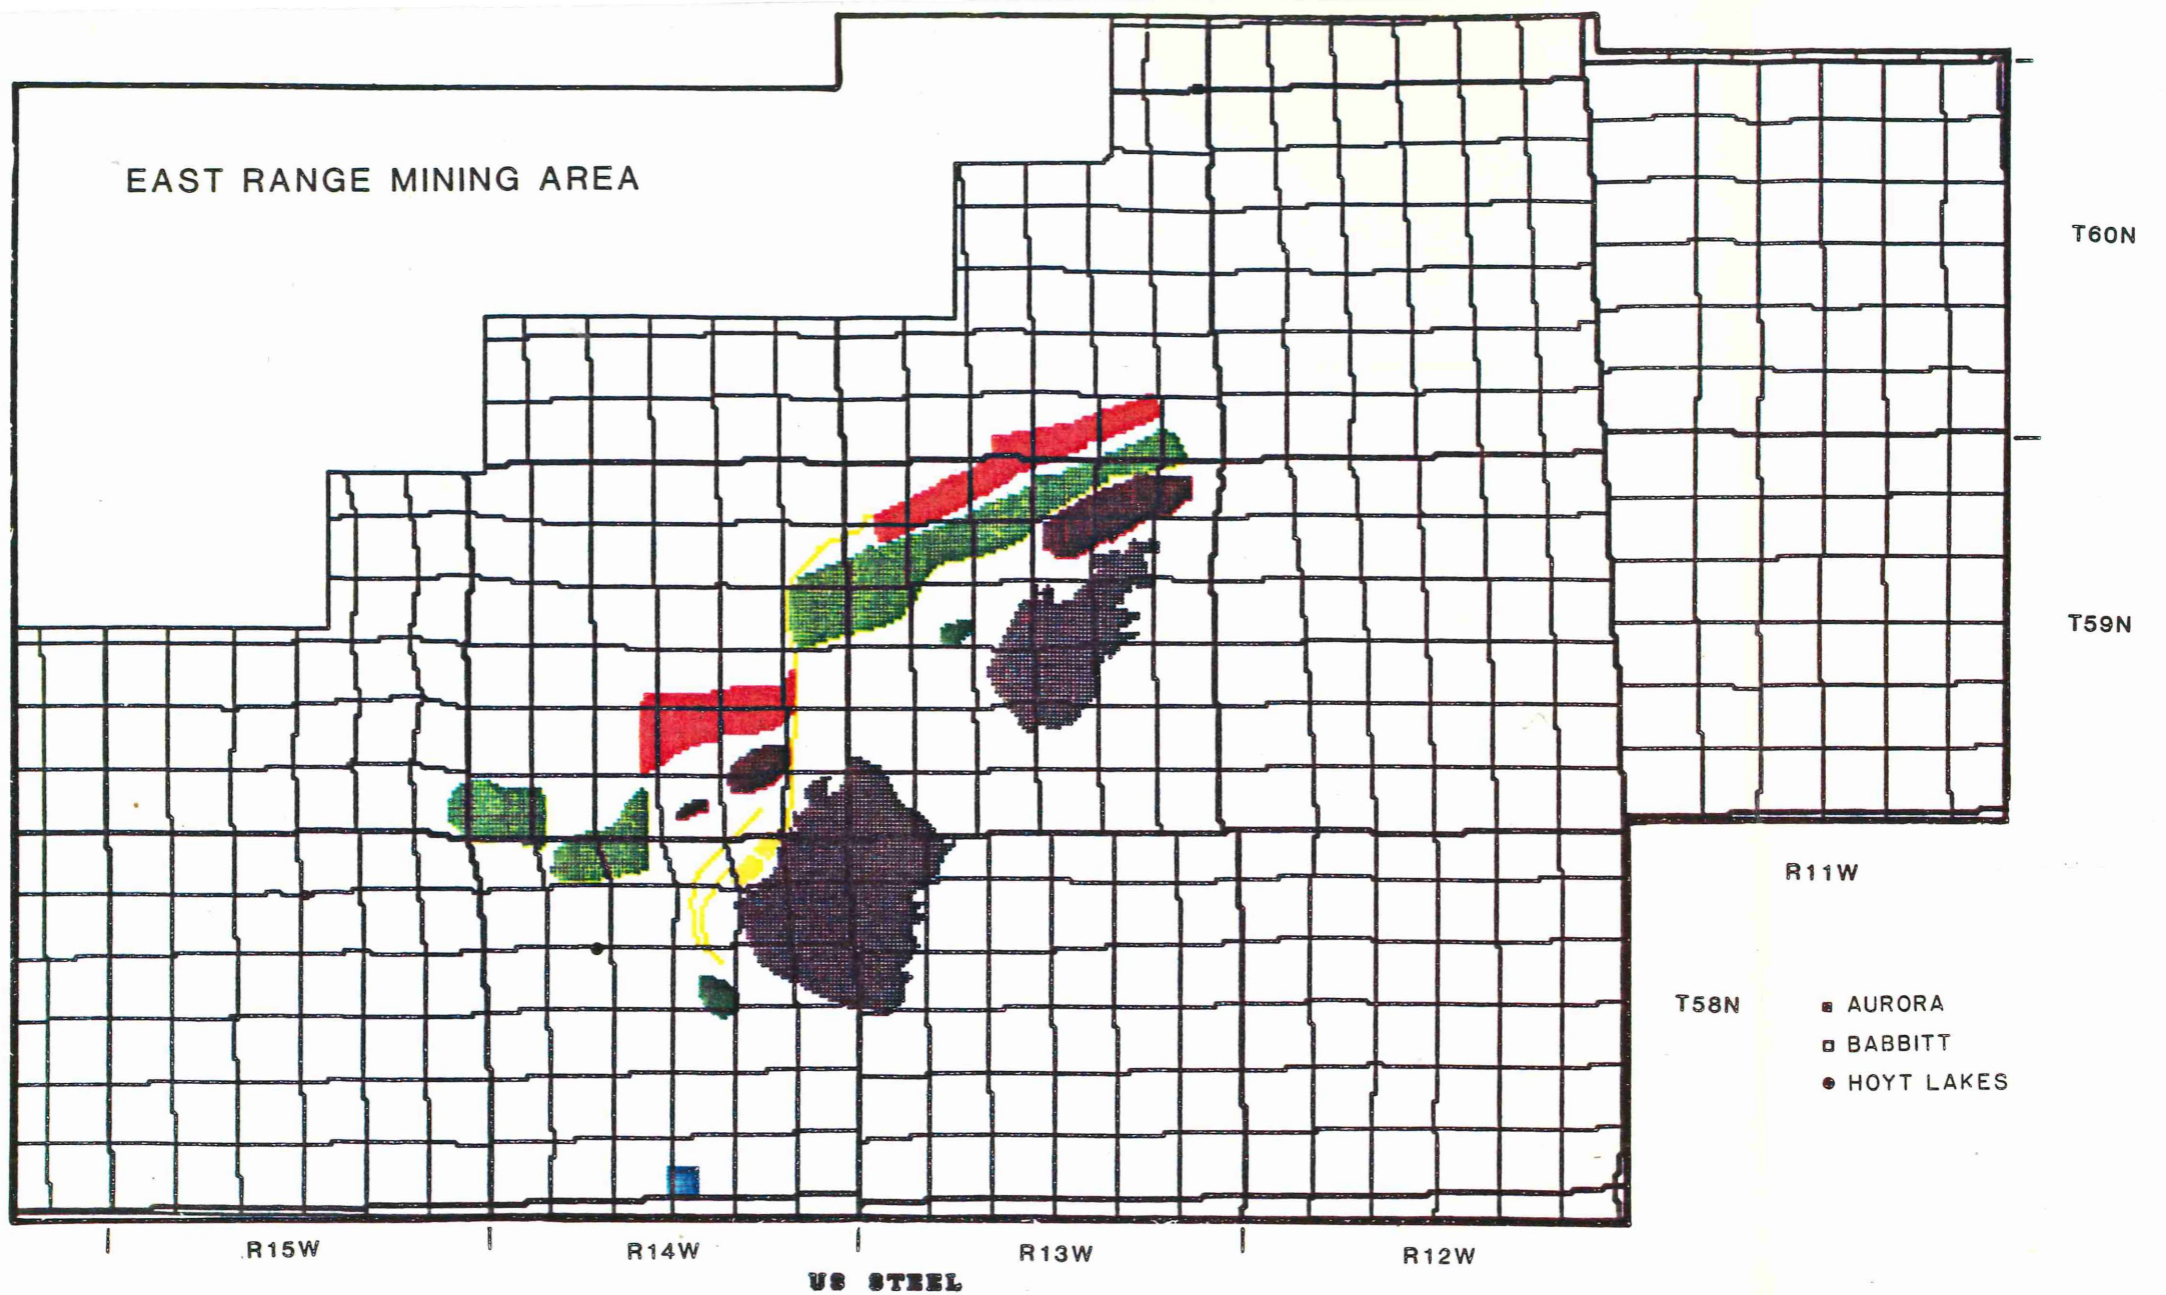 EAST RANGE MINING AREA
T60N
T59N
R11W
T58N
AURORA
BABBITT
HOYT LAKES
R15W
R14W
R13W
R12W
US STEEL